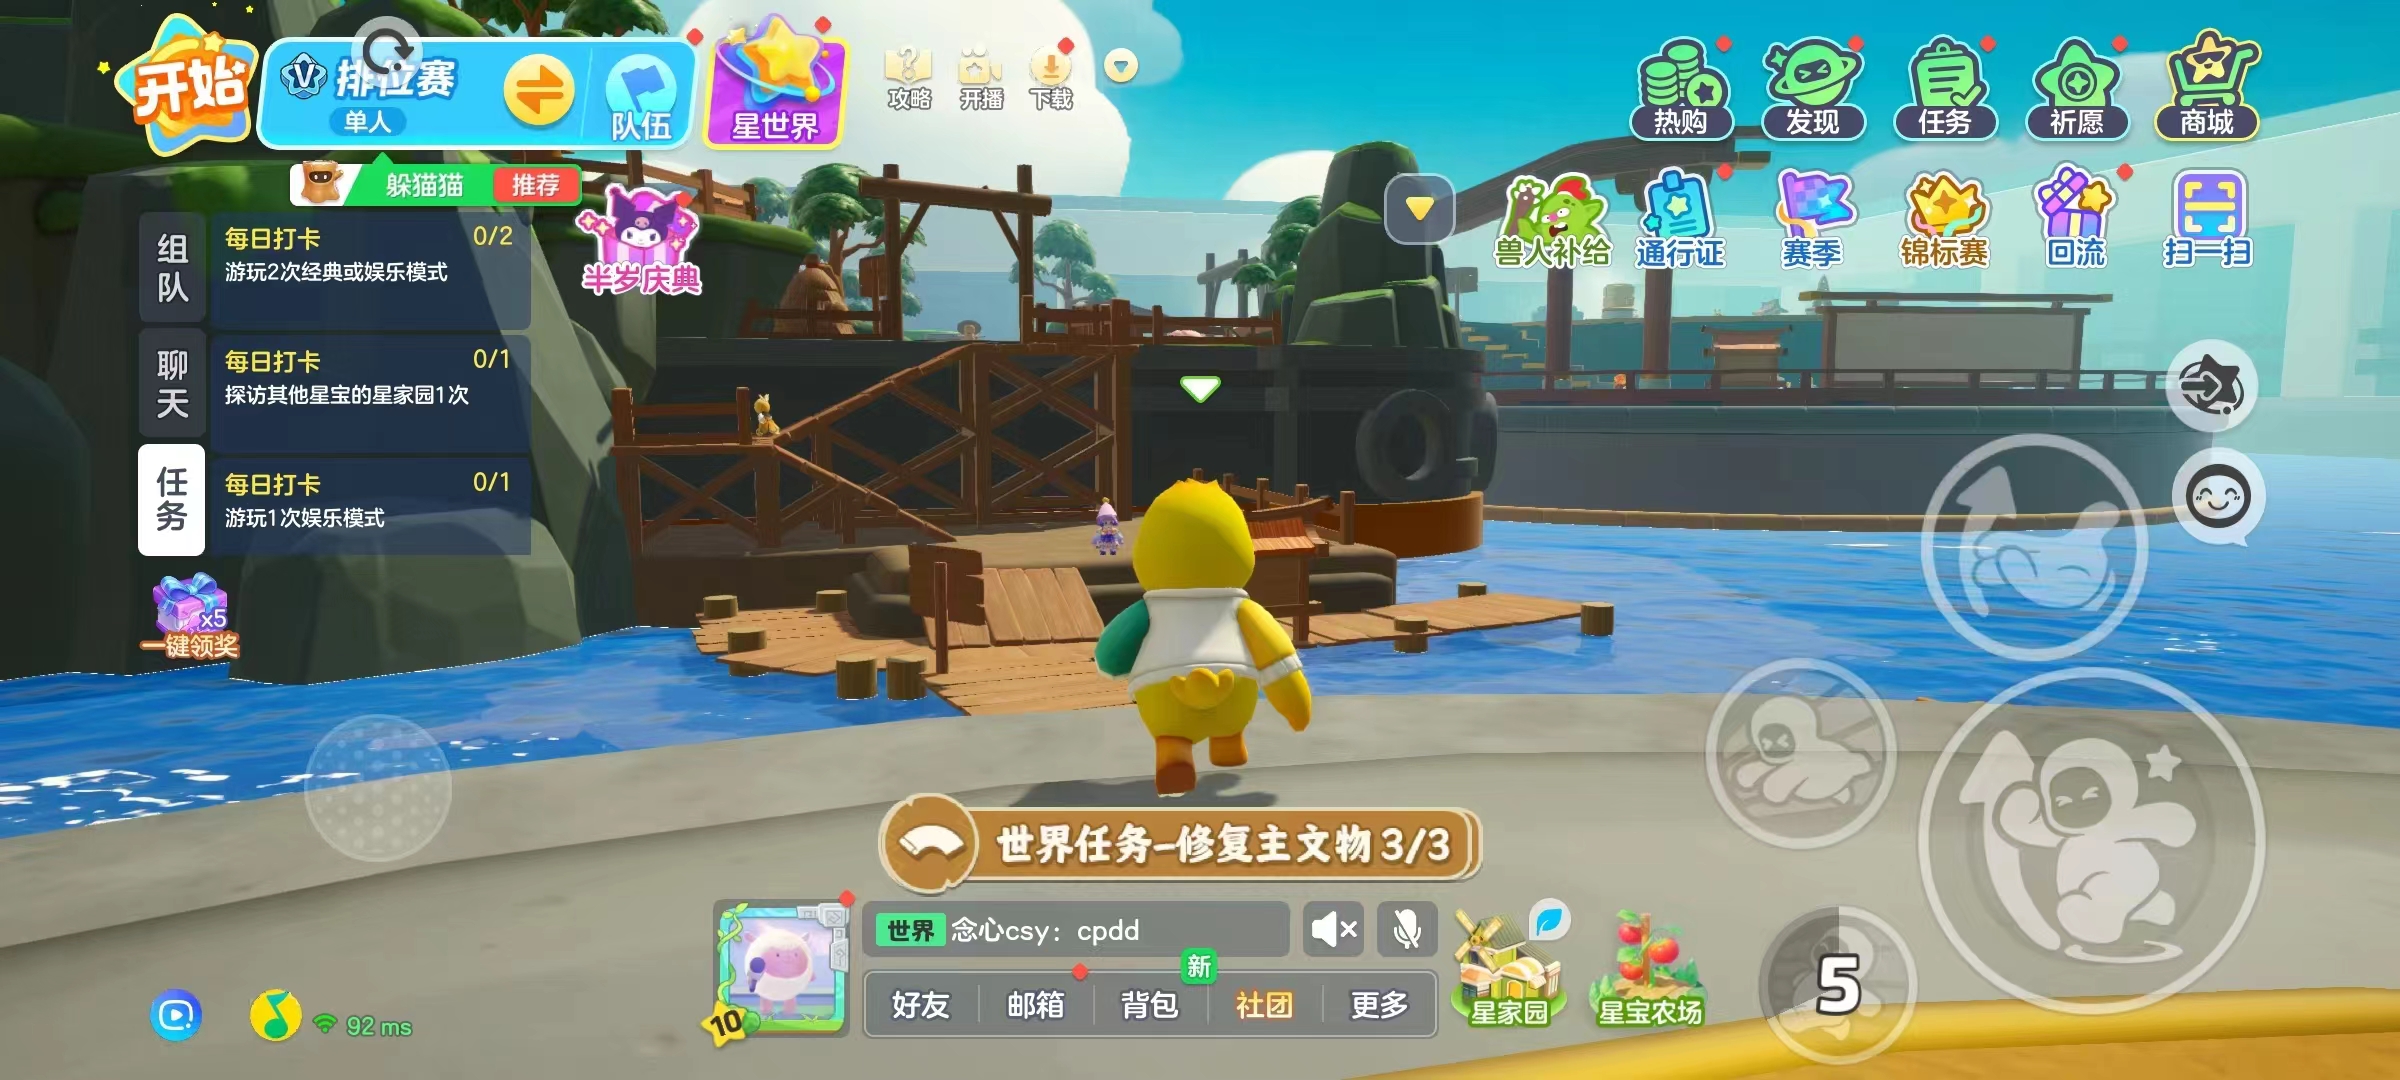 开始
V
排位赛
单人
队伍
星世界
攻略
开播
下载
热购
发现
任务
祈愿
商城
躲猫猫
推荐
半岁庆典
兽人补给
通行证
赛季
锦标赛
回流
扫一扫
组队
聊天
任务
每日打卡 0/2
游玩2次经典或娱乐模式
每日打卡 0/1
探访其他星宝的星家园1次
每日打卡 0/1
游玩1次娱乐模式
x5
一键领奖
世界任务-修复主文物 3/3
世界 念心csy：cpdd
新
好友
邮箱
背包
社团
更多
10
星家园
星宝农场
5
92 ms